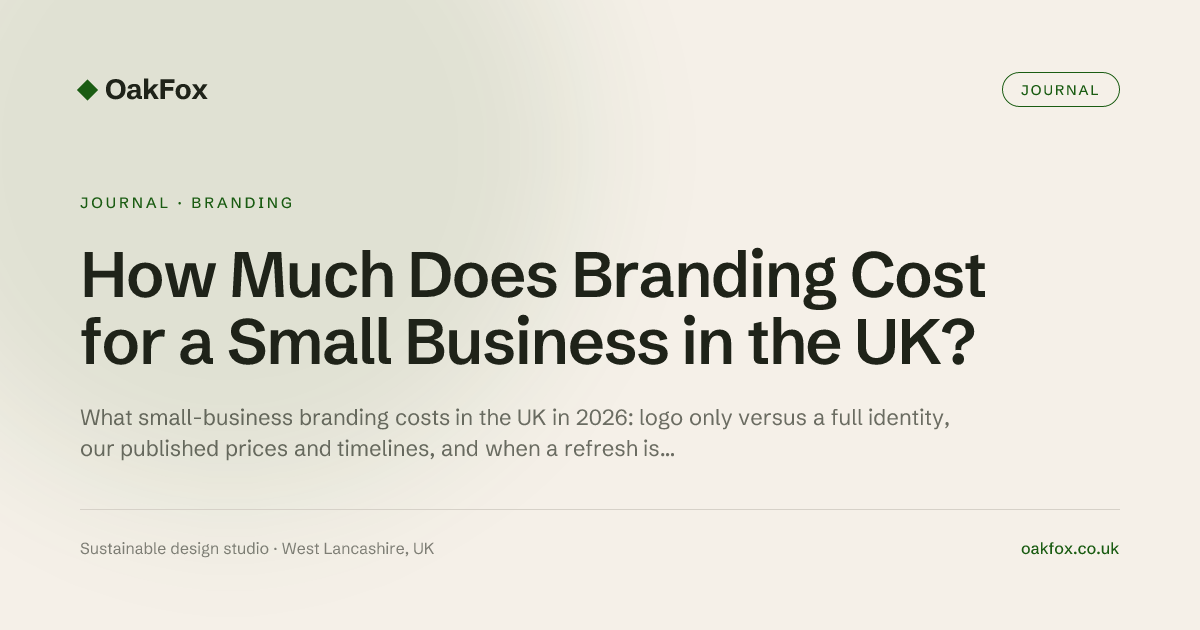 OakFox
JOURNAL
JOURNAL · BRANDING
How Much Does Branding Cost
for a Small Business in the UK?
What small-business branding costs in the UK in 2026: logo only versus a full identity,
our published prices and timelines, and when a refresh is…
Sustainable design studio · West Lancashire, UK
oakfox.co.uk